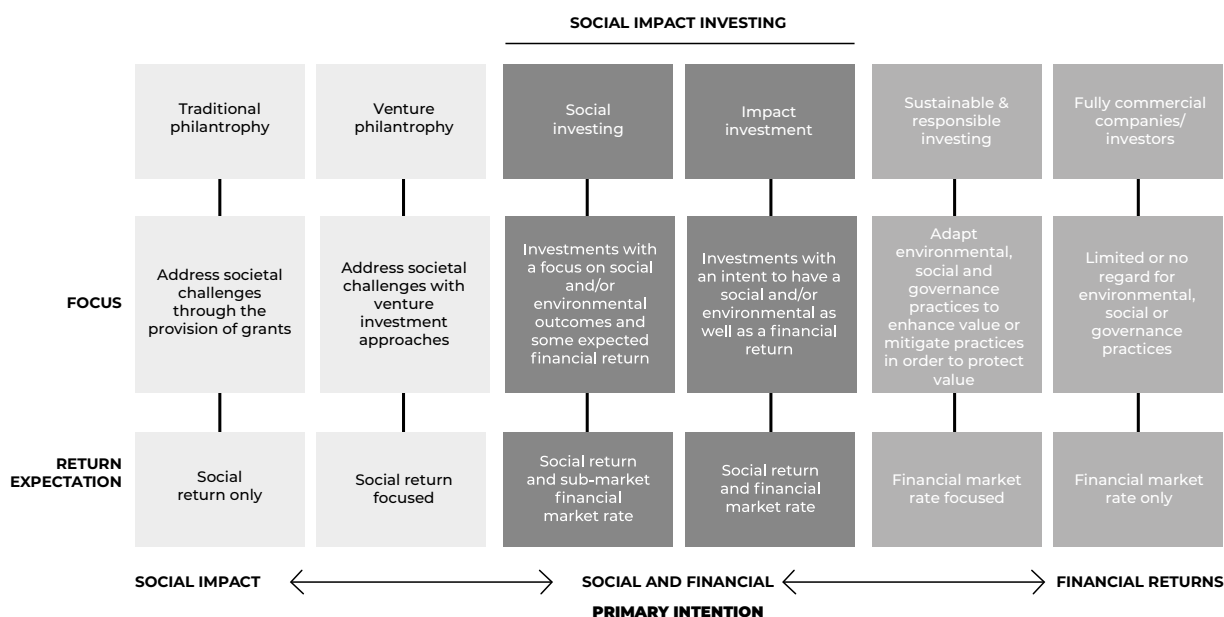 SOCIAL IMPACT INVESTING
Traditional
philantrophy
Venture
philantrophy
Social
investing
Impact
investment
Sustainable &
responsible
investing
Fully commercial
companies/
investors
FOCUS
Address societal
challenges
through the
provision of grants
Address societal
challenges with
venture
investment
approaches
Investments with
a focus on social
and/or
environmental
outcomes and
some expected
financial return
Investments with
an intent to have a
social and/or
environmental as
well as a financial
return
Adapt
environmental,
social and
governance
practices to
enhance value or
mitigate practices
in order to protect
value
Limited or no
regard for
environmental,
social or
governance
practices
RETURN
EXPECTATION
Social
return only
Social return
focused
Social return
and sub-market
financial
market rate
Social return
and financial
market rate
Financial market
rate focused
Financial market
rate only
SOCIAL IMPACT
SOCIAL AND FINANCIAL
FINANCIAL RETURNS
PRIMARY INTENTION